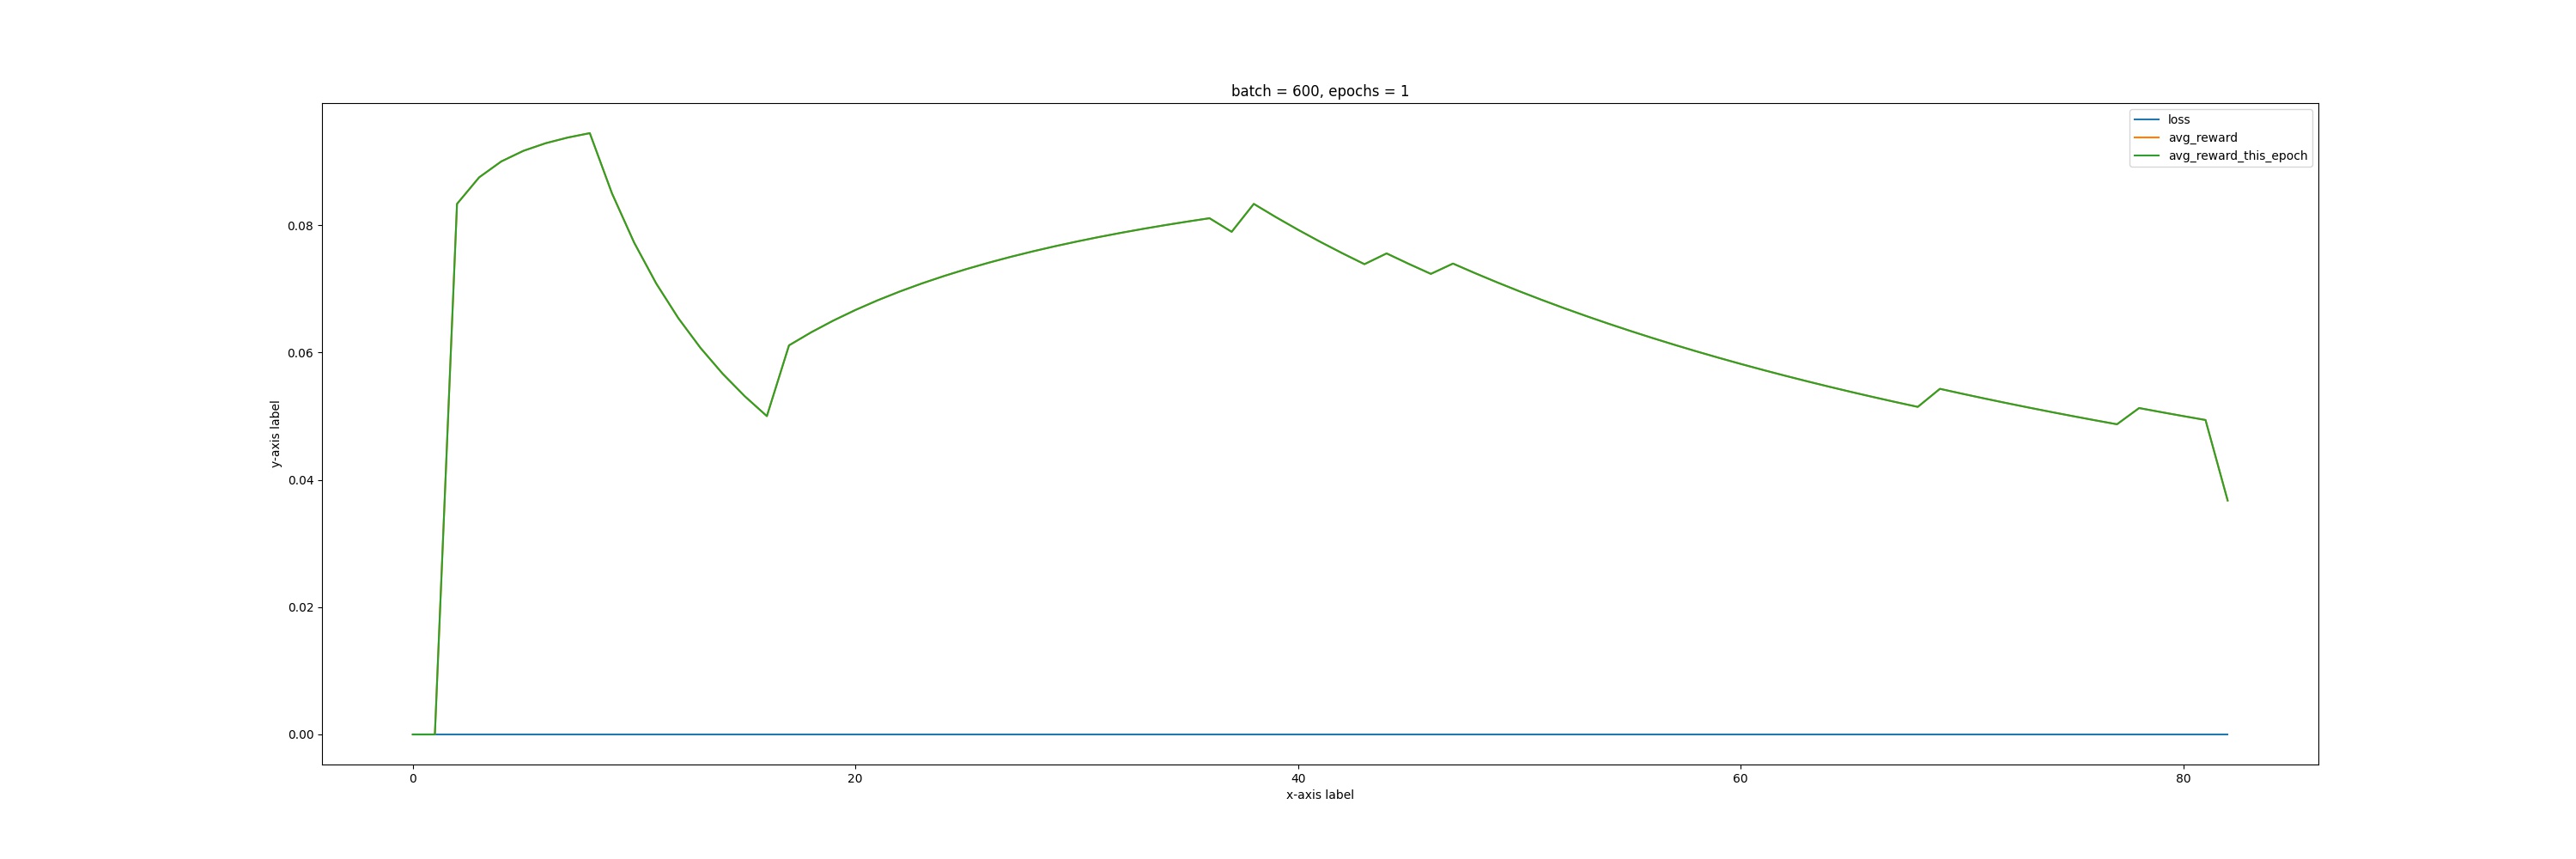 batch = 600, epochs = 1
loss
avg_reward
avg_reward_this_epoch
y-axis label
0.08
0.06
0.04
0.02
0.00
0 20 40 60 80
x-axis label